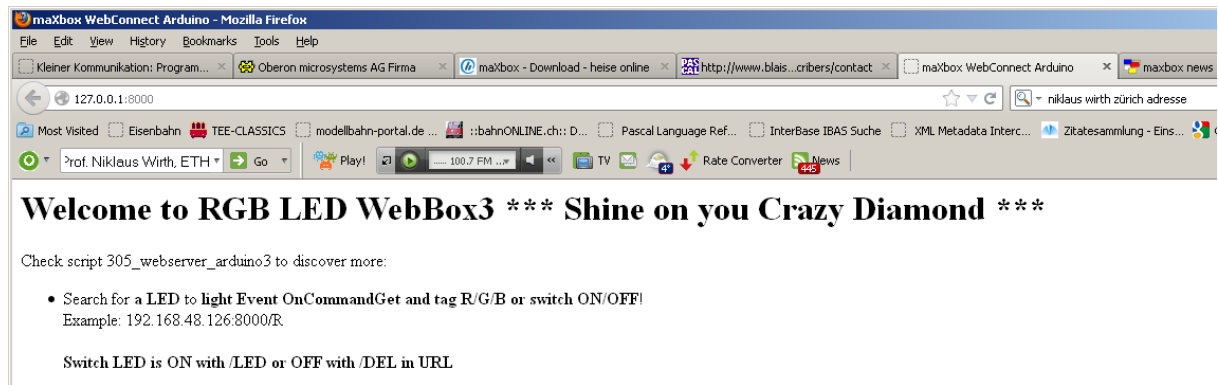 maXbox WebConnect Arduino - Mozilla Firefox
File Edit View History Bookmarks Tools Help
Kleiner Kommunikation: Program... Oberon microsystems AG Firma maXbox - Download - heise online http://www.blais...cribers/contact maXbox WebConnect Arduino maxbox news
127.0.0.1:8000 niklaus wirth zürich adresse
Most Visited Eisenbahn TEE-CLASSICS modellbahn-portal.de ... ::bahnONLINE.ch:: D... Pascal Language Ref... InterBase IBAS Suche XML Metadata Interc... Zitatesammlung - Eins...
Prof. Niklaus Wirth, ETH Go Play! ..... 100.7 FM ... TV 4° Rate Converter News 445
Welcome to RGB LED WebBox3 *** Shine on you Crazy Diamond ***
Check script 305_webserver_arduino3 to discover more:
• Search for a LED to light Event OnCommandGet and tag R/G/B or switch ON/OFF!
Example: 192.168.48.126:8000/R
Switch LED is ON with /LED or OFF with /DEL in URL